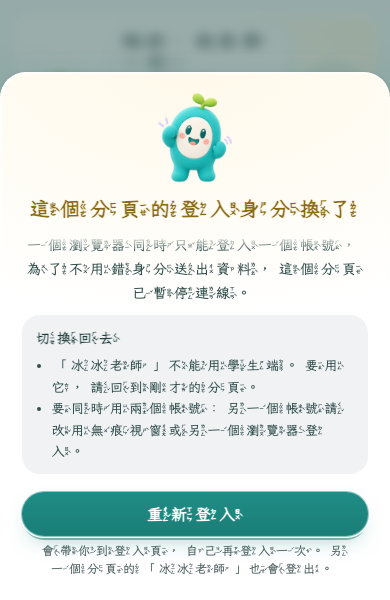 這個分頁的登入身分換了
一個瀏覽器同時只能登入一個帳號，
為了不用錯身分送出資料，這個分頁
已暫停連線。
切換回去
• 「冰冰老師」不能用學生端。要用
它，請回到剛才的分頁。
• 要同時用兩個帳號：另一個帳號請
改用無痕視窗或另一個瀏覽器登
入。
重新登入
會帶你到登入頁，自己再登入一次。另
一個分頁的「冰冰老師」也會登出。